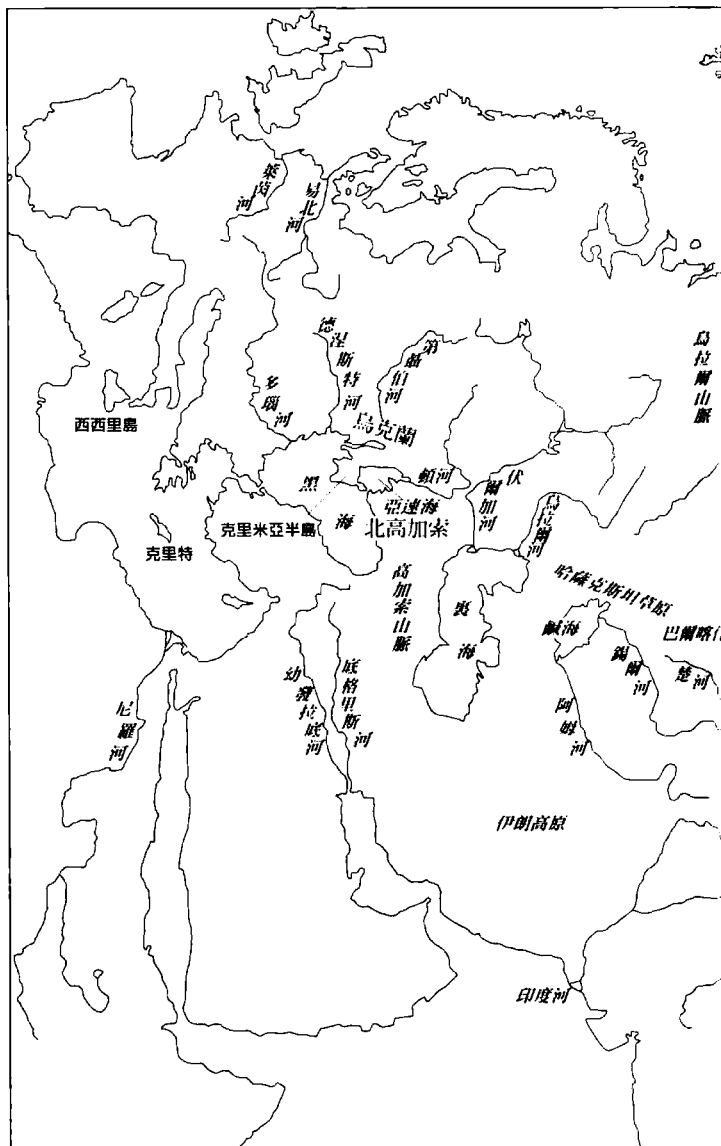 萊茵河
易北河
烏拉爾山脈
德涅斯特河
第聶伯河
多瑙河
烏克蘭
西西里島
黑海
頓河
伏爾加河
亞速海
克里米亞半島
北高加索
烏拉爾河
克里特
高加索山脈
裏海
哈薩克斯坦草原
鹹海
巴爾喀什
錫爾河
楚河
尼羅河
幼發拉底河
底格里斯河
阿姆河
伊朗高原
印度河